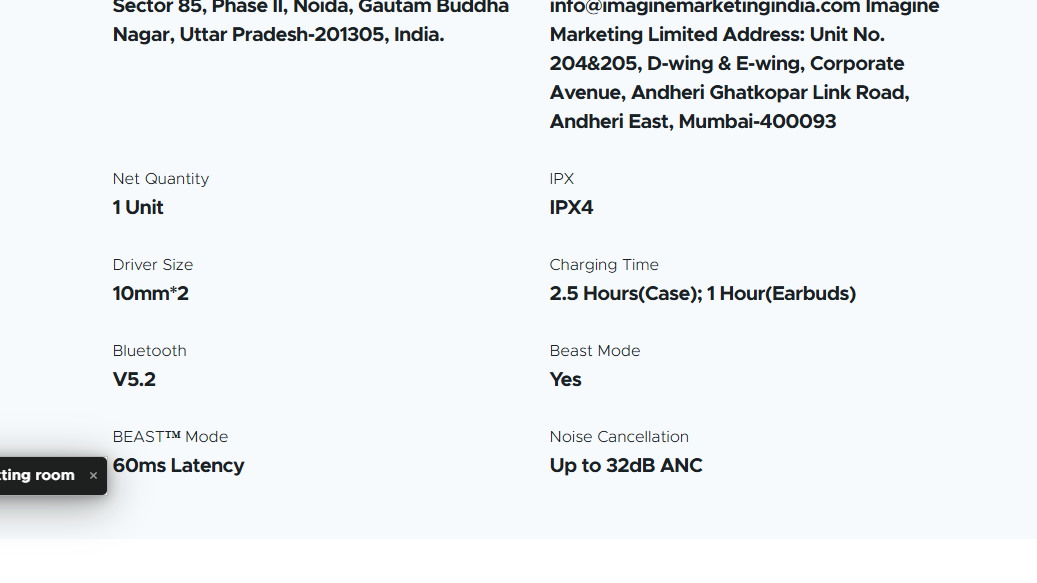 Sector 85, Phase II, Noida, Gautam Buddha
Nagar, Uttar Pradesh-201305, India.
info@imaginemarketingindia.com Imagine
Marketing Limited Address: Unit No.
204&205, D-wing & E-wing, Corporate
Avenue, Andheri Ghatkopar Link Road,
Andheri East, Mumbai-400093
Net Quantity
1 Unit
IPX
IPX4
Driver Size
10mm*2
Charging Time
2.5 Hours(Case); 1 Hour(Earbuds)
Bluetooth
V5.2
Beast Mode
Yes
BEAST™ Mode
60ms Latency
Noise Cancellation
Up to 32dB ANC
room ×